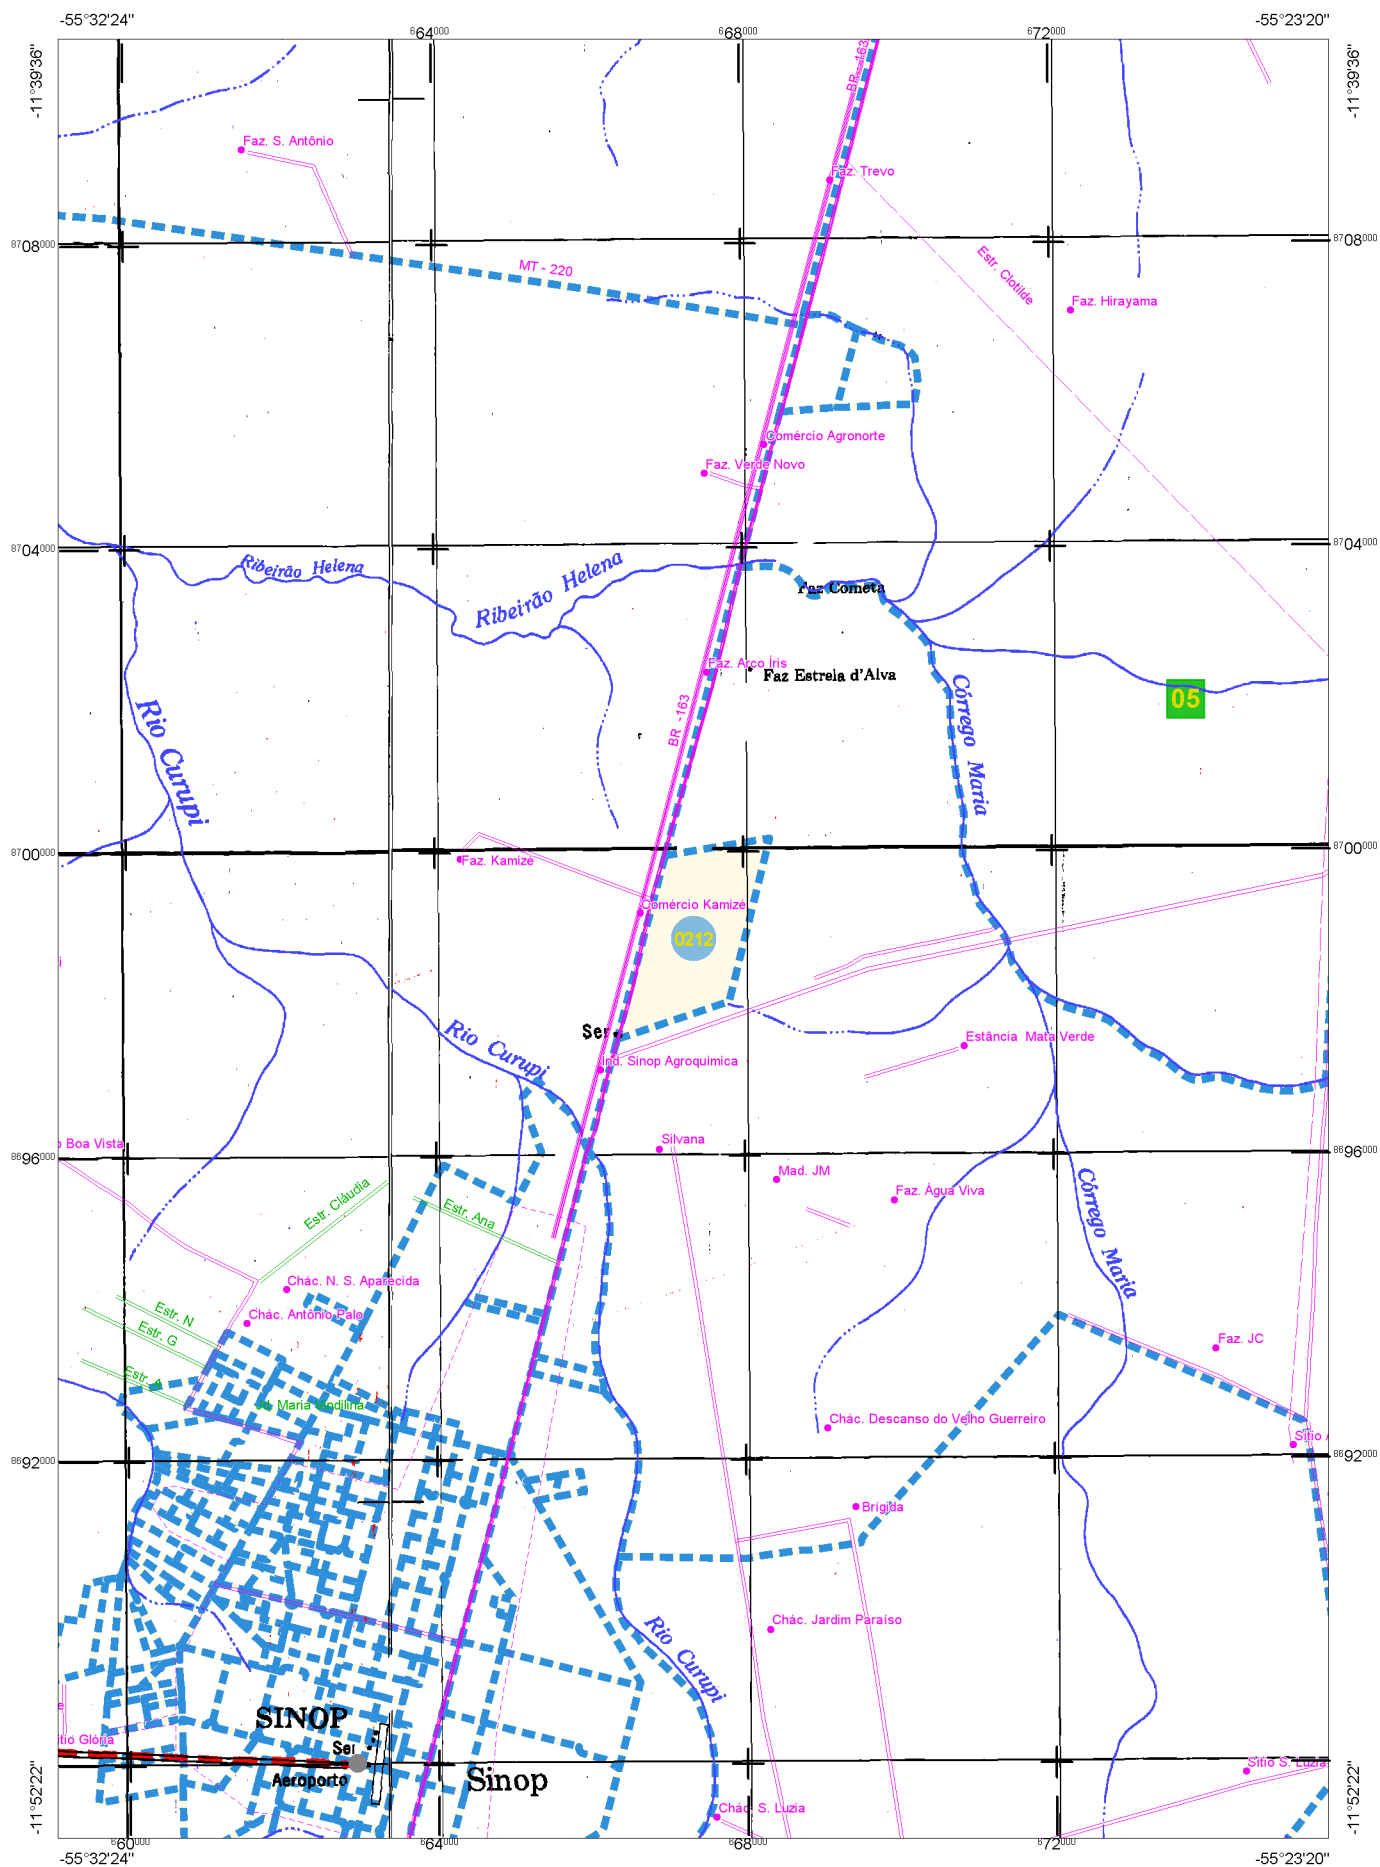 -55°32'24"
-55°23'20"
664000
668000
672000
-11°39'36"
-11°39'36"
BR -163
Faz. S. Antônio
Faz. Trevo
8708000
8708000
MT - 220
Estr. Clotilde
Faz. Hirayama
Comércio Agronorte
Faz. Verde Novo
8704000
8704000
Ribeirão Helena
Ribeirão Helena
Faz Cometa
Faz. Arco Íris
Faz Estrela d'Alva
05
Córrego Maria
BR -163
Rio Curupi
8700000
8700000
Faz. Kamizé
Comércio Kamizé
0212
Rio Curupi
Ser
Estância Mata Verde
Ind. Sinop Agroquímica
Boa Vista
Silvana
8696000
8696000
Mad. JM
Faz. Água Viva
Córrego Maria
Estr. Cláudia
Estr. Ana
Chác. N. S. Aparecida
Estr. N
Chác. Antônio Palo
Estr. G
Faz. JC
Estr. A
Jd. Maria Vindilina
Chác. Descanso do Velho Guerreiro
Sítio
8692000
8692000
Brígida
Chác. Jardim Paraíso
Rio Curupi
SINOP
Ser
Aeroporto
Sinop
Sítio S. Luzia
Chác. S. Luzia
-11°52'22"
-11°52'22"
660000
664000
668000
672000
-55°32'24"
-55°23'20"